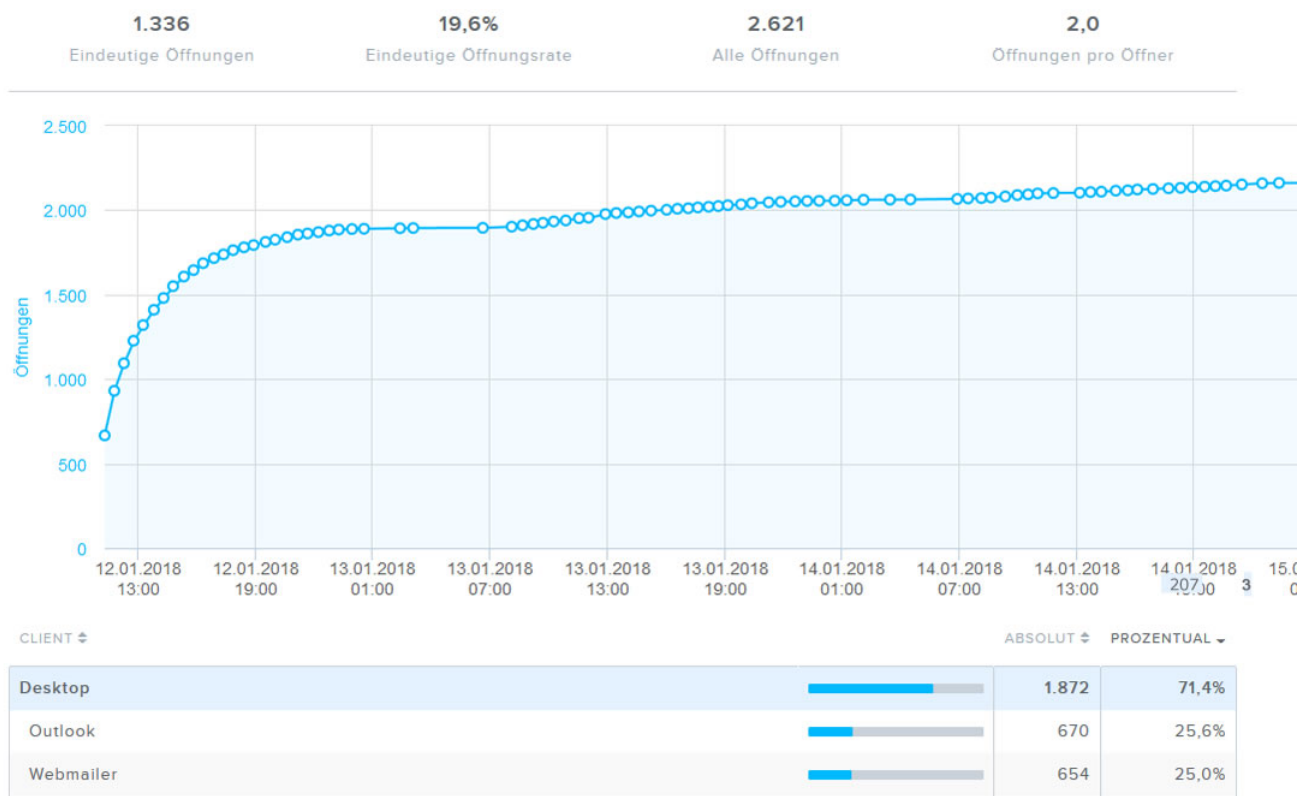 1.336 19,6% 2.621 2,0
Eindeutige Öffnungen Eindeutige Öffnungsrate Alle Öffnungen Öffnungen pro Öffner
2.500
2.000
1.500
1.000
500
0
Öffnungen
12.01.2018 12.01.2018 13.01.2018 13.01.2018 13.01.2018 13.01.2018 14.01.2018 14.01.2018 14.01.2018 14.01.2018
13:00 19:00 01:00 07:00 13:00 19:00 01:00 07:00 13:00
207 3
CLIENT ABSOLUT PROZENTUAL
Desktop 1.872 71,4%
Outlook 670 25,6%
Webmailer 654 25,0%